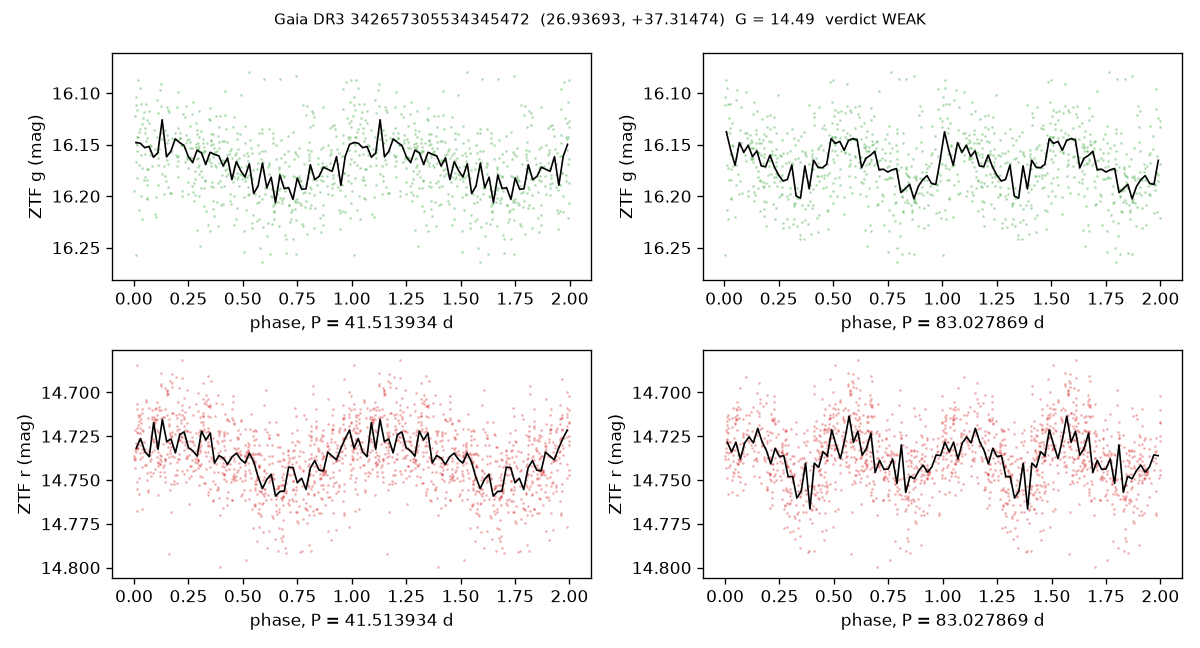 Gaia DR3 342657305534345472  (26.93693, +37.31474)  G = 14.49  verdict WEAK
ZTF g (mag)
16.10
16.15
16.20
16.25
0.00 0.25 0.50 0.75 1.00 1.25 1.50 1.75 2.00
phase, P = 41.513934 d
ZTF g (mag)
16.10
16.15
16.20
16.25
0.00 0.25 0.50 0.75 1.00 1.25 1.50 1.75 2.00
phase, P = 83.027869 d
ZTF r (mag)
14.700
14.725
14.750
14.775
14.800
0.00 0.25 0.50 0.75 1.00 1.25 1.50 1.75 2.00
phase, P = 41.513934 d
ZTF r (mag)
14.700
14.725
14.750
14.775
14.800
0.00 0.25 0.50 0.75 1.00 1.25 1.50 1.75 2.00
phase, P = 83.027869 d